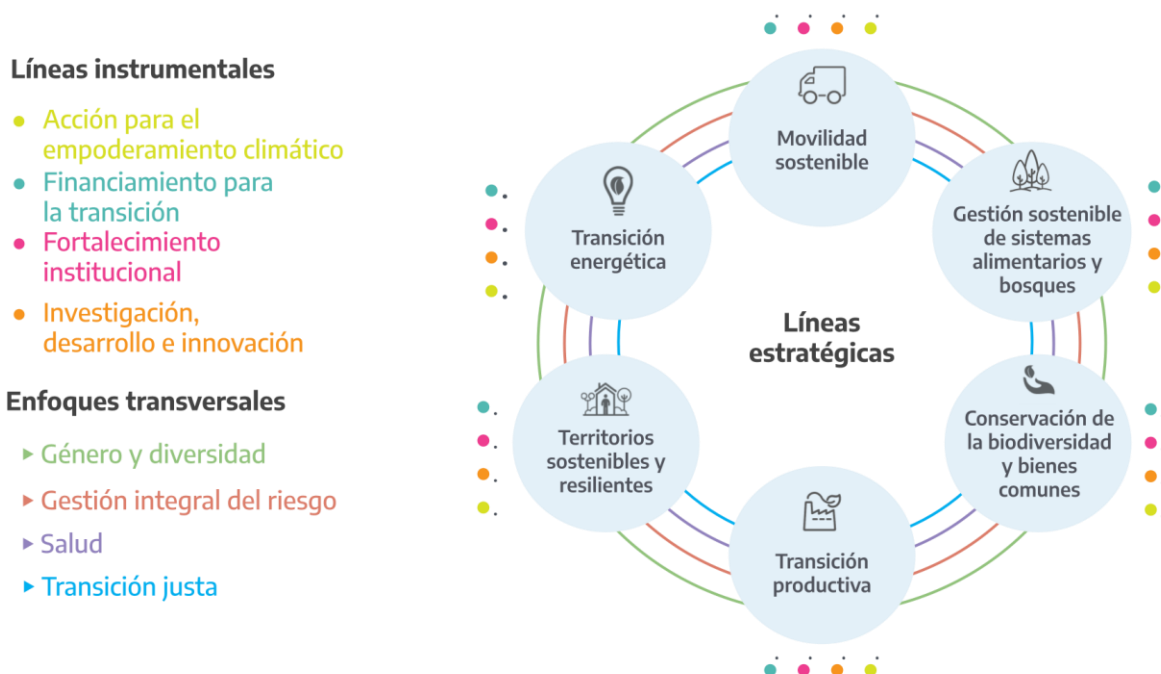 Líneas instrumentales
Acción para el
empoderamiento climático
Financiamiento para
la transición
Fortalecimiento
institucional
Investigación,
desarrollo e innovación
Enfoques transversales
Género y diversidad
Gestión integral del riesgo
Salud
Transición justa
Líneas
estratégicas
Movilidad
sostenible
Gestión sostenible
de sistemas
alimentarios y
bosques
Conservación de
la biodiversidad
y bienes
comunes
Transición
productiva
Territorios
sostenibles y
resilientes
Transición
energética